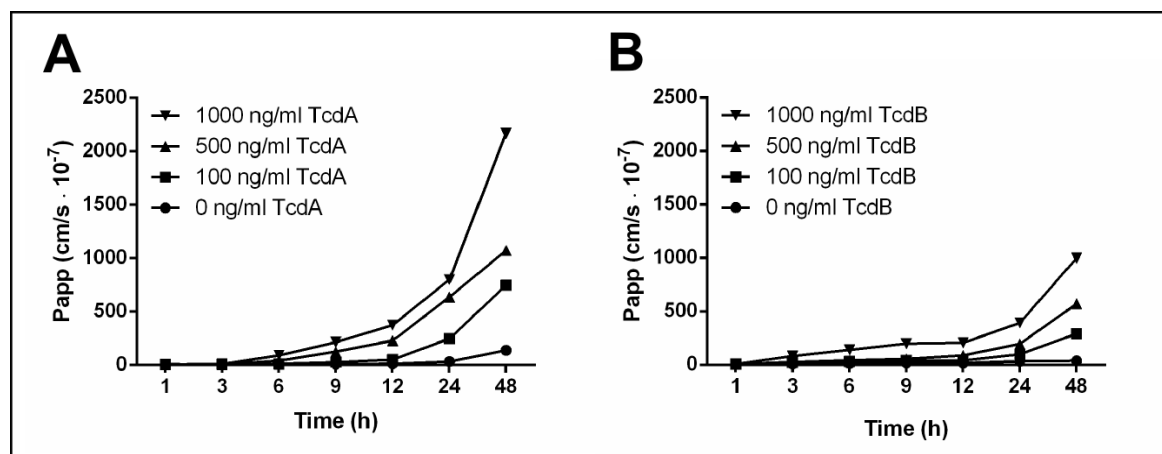 A
Papp (cm/s · 10⁻⁷)
2500
2000
1500
1000
500
0
1000 ng/ml TcdA
500 ng/ml TcdA
100 ng/ml TcdA
0 ng/ml TcdA
1 3 6 9 12 24 48
Time (h)
B
Papp (cm/s · 10⁻⁷)
2500
2000
1500
1000
500
0
1000 ng/ml TcdB
500 ng/ml TcdB
100 ng/ml TcdB
0 ng/ml TcdB
1 3 6 9 12 24 48
Time (h)